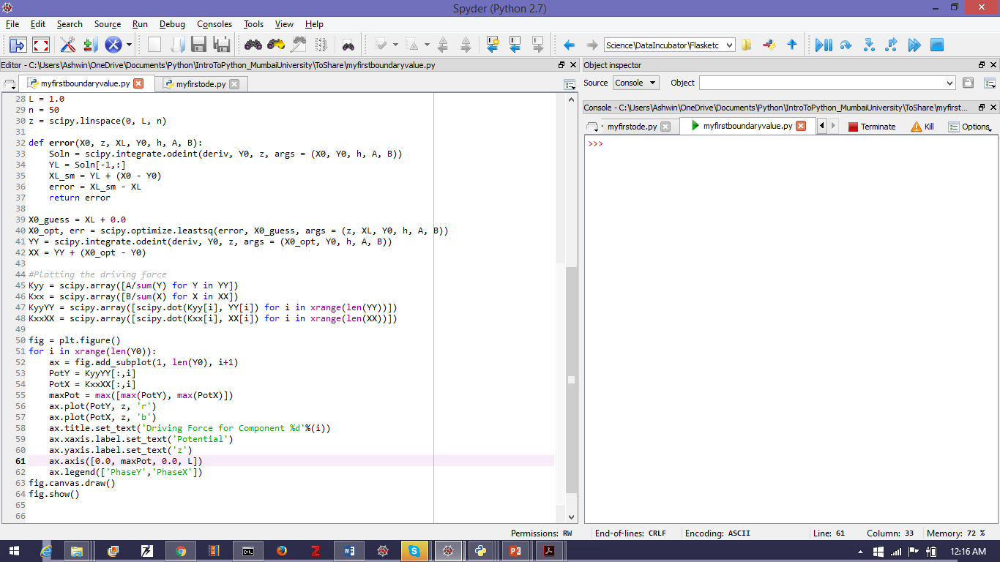 Spyder (Python 2.7)
File Edit Search Source Run Debug Consoles Tools View Help
Science\DataIncubator\Flasketc
Editor - C:\Users\Ashwin\OneDrive\Documents\Python\IntroToPython_MumbaiUniversity\ToShare\myfirstboundaryvalue.py
myfirstboundaryvalue.py myfirstode.py
28 L = 1.0
29 n = 50
30 z = scipy.linspace(0, L, n)
31
32 def error(X0, z, XL, Y0, h, A, B):
33     Soln = scipy.integrate.odeint(deriv, Y0, z, args = (X0, Y0, h, A, B))
34     YL = Soln[-1,:]
35     XL_sm = YL + (X0 - Y0)
36     error = XL_sm - XL
37     return error
38
39 X0_guess = XL + 0.0
40 X0_opt, err = scipy.optimize.leastsq(error, X0_guess, args = (z, XL, Y0, h, A, B))
41 YY = scipy.integrate.odeint(deriv, Y0, z, args = (X0_opt, Y0, h, A, B))
42 XX = YY + (X0_opt - Y0)
43
44 #Plotting the driving force
45 Kyy = scipy.array([A/sum(Y) for Y in YY])
46 Kxx = scipy.array([B/sum(X) for X in XX])
47 KyyYY = scipy.array([scipy.dot(Kyy[i], YY[i]) for i in xrange(len(YY))])
48 KxxXX = scipy.array([scipy.dot(Kxx[i], XX[i]) for i in xrange(len(XX))])
49
50 fig = plt.figure()
51 for i in xrange(len(Y0)):
52     ax = fig.add_subplot(1, len(Y0), i+1)
53     PotY = KyyYY[:,i]
54     PotX = KxxXX[:,i]
55     maxPot = max([max(PotY), max(PotX)])
56     ax.plot(PotY, z, 'r')
57     ax.plot(PotX, z, 'b')
58     ax.title.set_text('Driving Force for Component %d'%(i))
59     ax.xaxis.label.set_text('Potential')
60     ax.yaxis.label.set_text('z')
61     ax.axis([0.0, maxPot, 0.0, L])
62     ax.legend(['PhaseY','PhaseX'])
63 fig.canvas.draw()
64 fig.show()
65
66
Object inspector
Source Console Object
Console - C:\Users\Ashwin\OneDrive\Documents\Python\IntroToPython_MumbaiUniversity\ToShare\myfirst...
myfirstode.py myfirstboundaryvalue.py Terminate Kill Options
>>>
Permissions: RW End-of-lines: CRLF Encoding: ASCII Line: 61 Column: 33 Memory: 72 %
12:16 AM